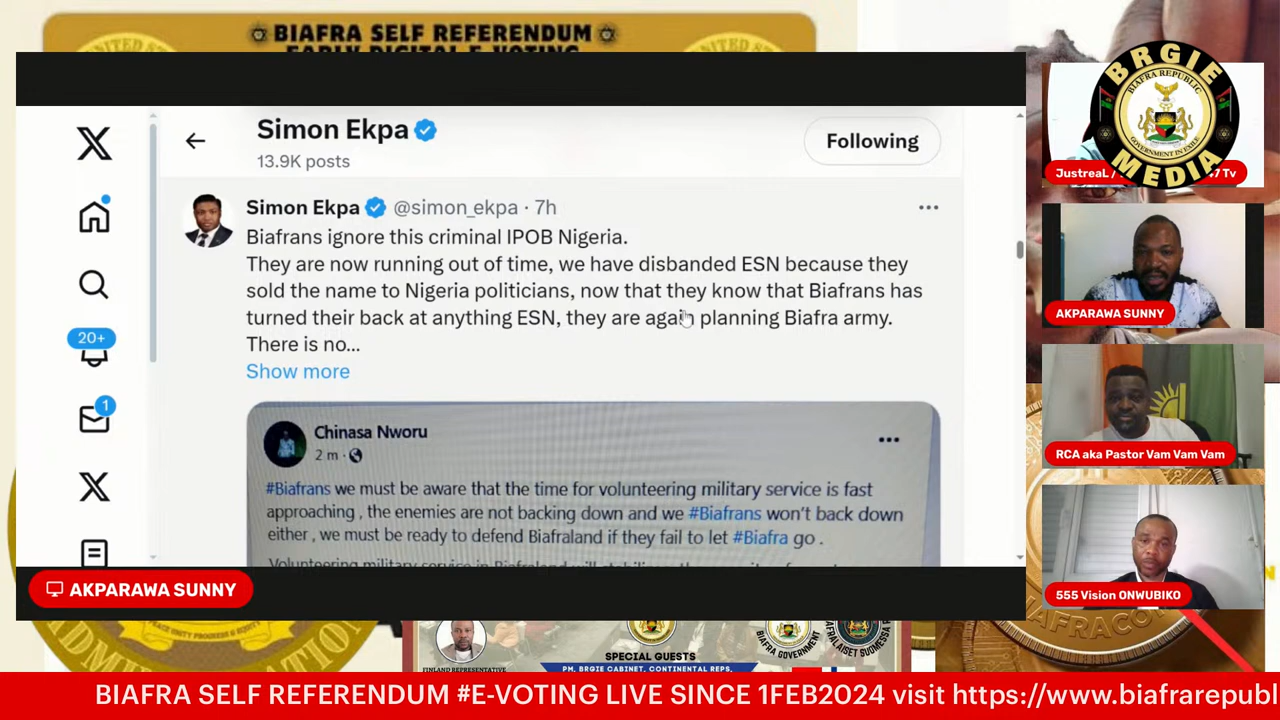 BIAFRA SELF REFERENDUM
EARLY DIGITAL E-VOTING
Simon Ekpa
13.9K posts
Following
Simon Ekpa @simon_ekpa · 7h
Biafrans ignore this criminal IPOB Nigeria.
They are now running out of time, we have disbanded ESN because they
sold the name to Nigeria politicians, now that they know that Biafrans has
turned their back at anything ESN, they are again planning Biafra army.
There is no...
Show more
20+
1
Chinasa Nworu
2 m
#Biafrans we must be aware that the time for volunteering military service is fast
approaching , the enemies are not backing down and we #Biafrans won't back down
either , we must be ready to defend Biafraland if they fail to let #Biafra go .
Volunteering military service in Biafraland will
AKPARAWA SUNNY
BRGIE
BIAFRA REPUBLIC
GOVERNMENT IN EXILE
MEDIA
JustreaL /
7 Tv
AKPARAWA SUNNY
RCA aka Pastor Vam Vam Vam
555 Vision ONWUBIKO
FINLAND REPRESENTATIVE
SPECIAL GUESTS
PM, BRGIE CABINET, CONTINENTAL REPS,
BIAFRA GOVERNMENT
BIAFRA SELF REFERENDUM #E-VOTING LIVE SINCE 1FEB2024 visit https://www.biafrarepubl